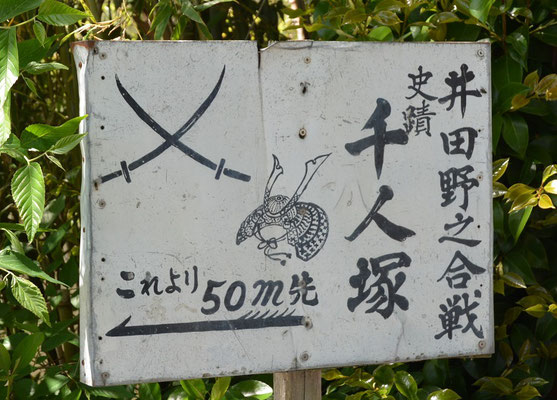 井田野之合戦
史蹟
千人塚
これより 50m先